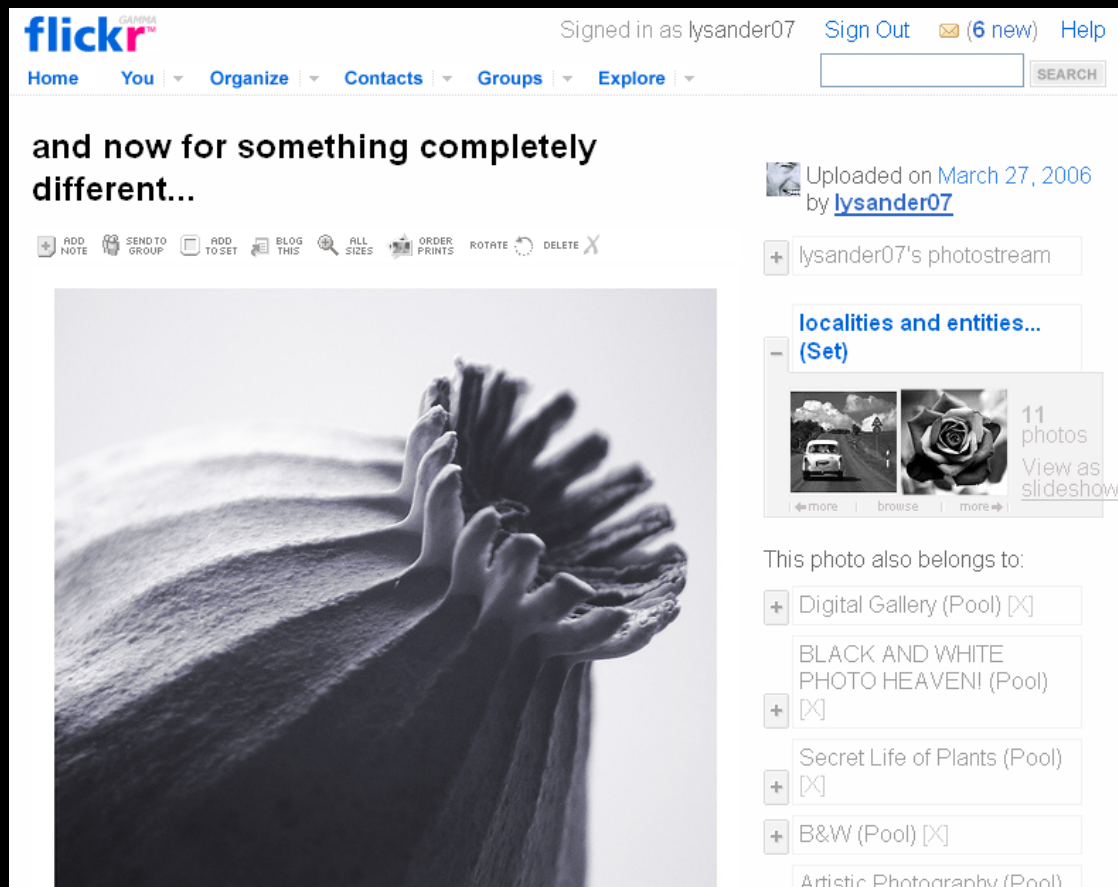 flickr™ GAMMA
Signed in as lysander07 Sign Out (6 new) Help
Home You Organize Contacts Groups Explore SEARCH
and now for something completely
different...
ADD NOTE SEND TO GROUP ADD TO SET BLOG THIS ALL SIZES ORDER PRINTS ROTATE DELETE
Uploaded on March 27, 2006
by lysander07
+ lysander07's photostream
localities and entities...
– (Set)
11
photos
View as
slideshow
more browse more
This photo also belongs to:
+ Digital Gallery (Pool) [X]
BLACK AND WHITE
PHOTO HEAVEN! (Pool)
+ [X]
Secret Life of Plants (Pool)
+ [X]
+ B&W (Pool) [X]
Artistic Photography (Pool)